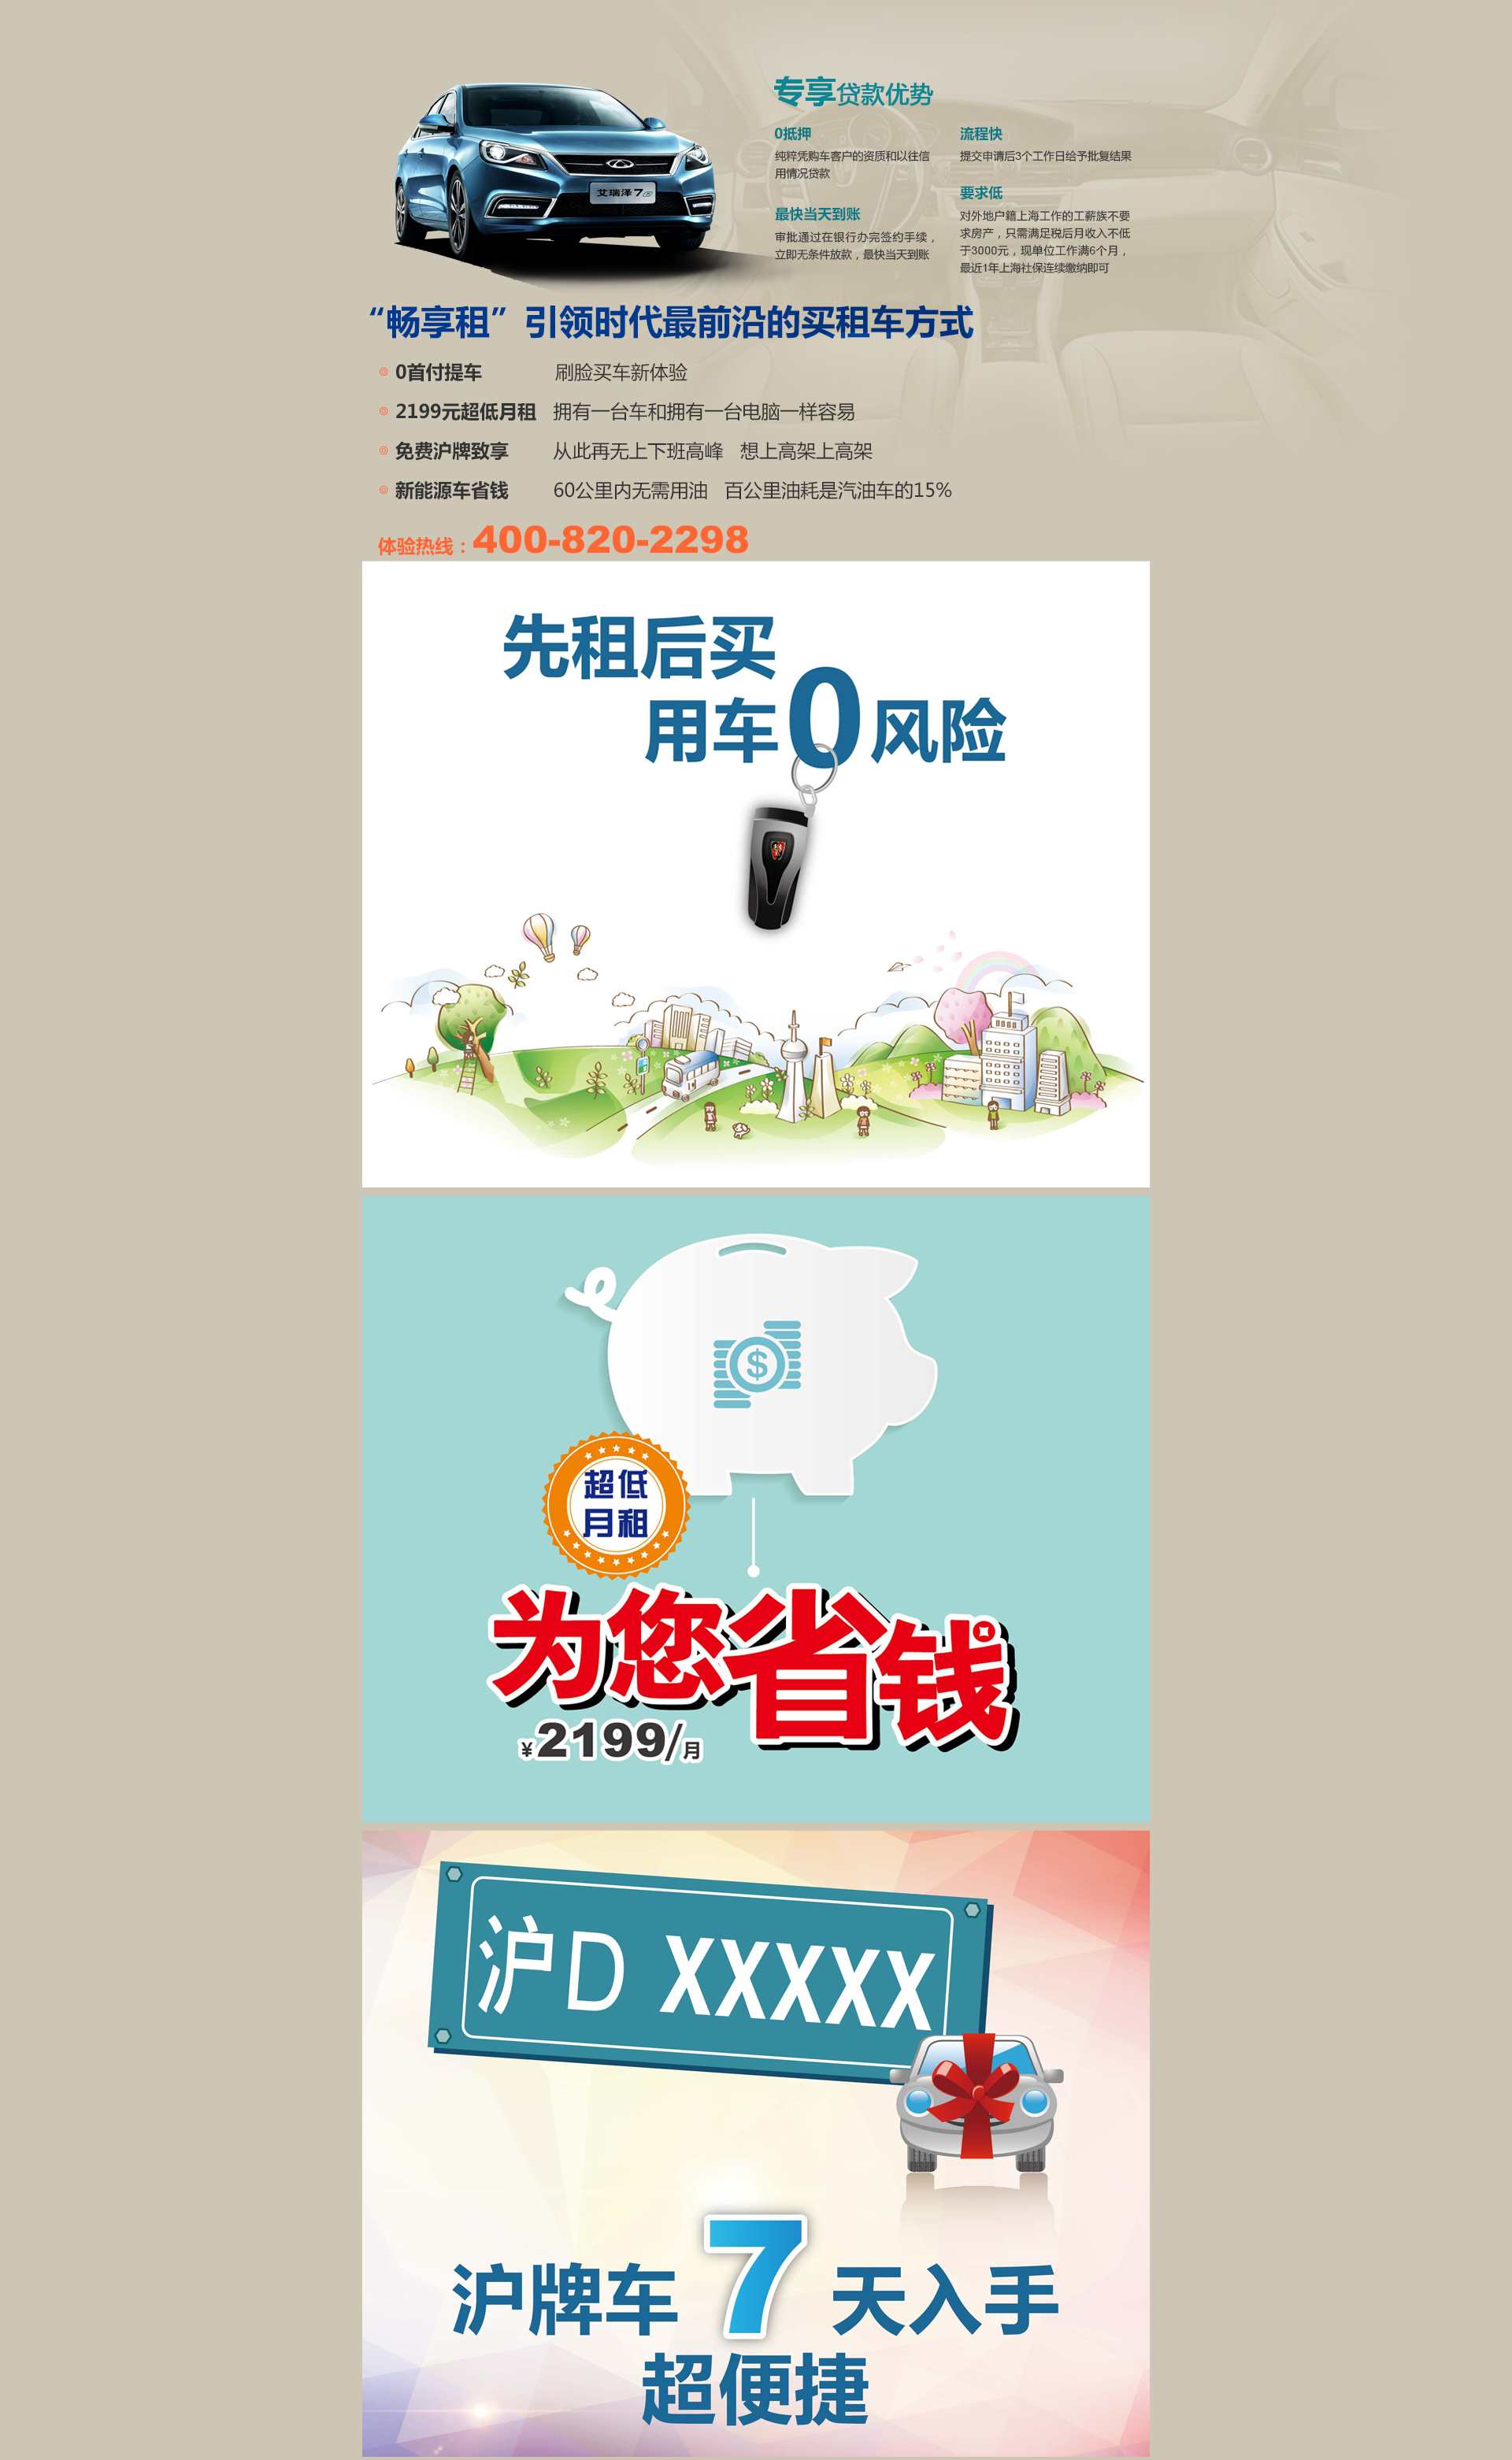 艾瑞泽7
专享贷款优势
0抵押
纯粹凭购车客户的资质和以往信
用情况贷款
最快当天到账
审批通过在银行办完签约手续，
立即无条件放款，最快当天到账
流程快
提交申请后3个工作日给予批复结果
要求低
对外地户籍上海工作的工薪族不要
求房产，只需满足税后月收入不低
于3000元，现单位工作满6个月，
最近1年上海社保连续缴纳即可
“畅享租”引领时代最前沿的买租车方式
0首付提车 刷脸买车新体验
2199元超低月租 拥有一台车和拥有一台电脑一样容易
免费沪牌致享 从此再无上下班高峰 想上高架上高架
新能源车省钱 60公里内无需用油 百公里油耗是汽油车的15%
体验热线：400-820-2298
先租后买
用车0风险
$
超低
月租
为您省钱
¥2199/月
沪D XXXXX
沪牌车7天入手
超便捷